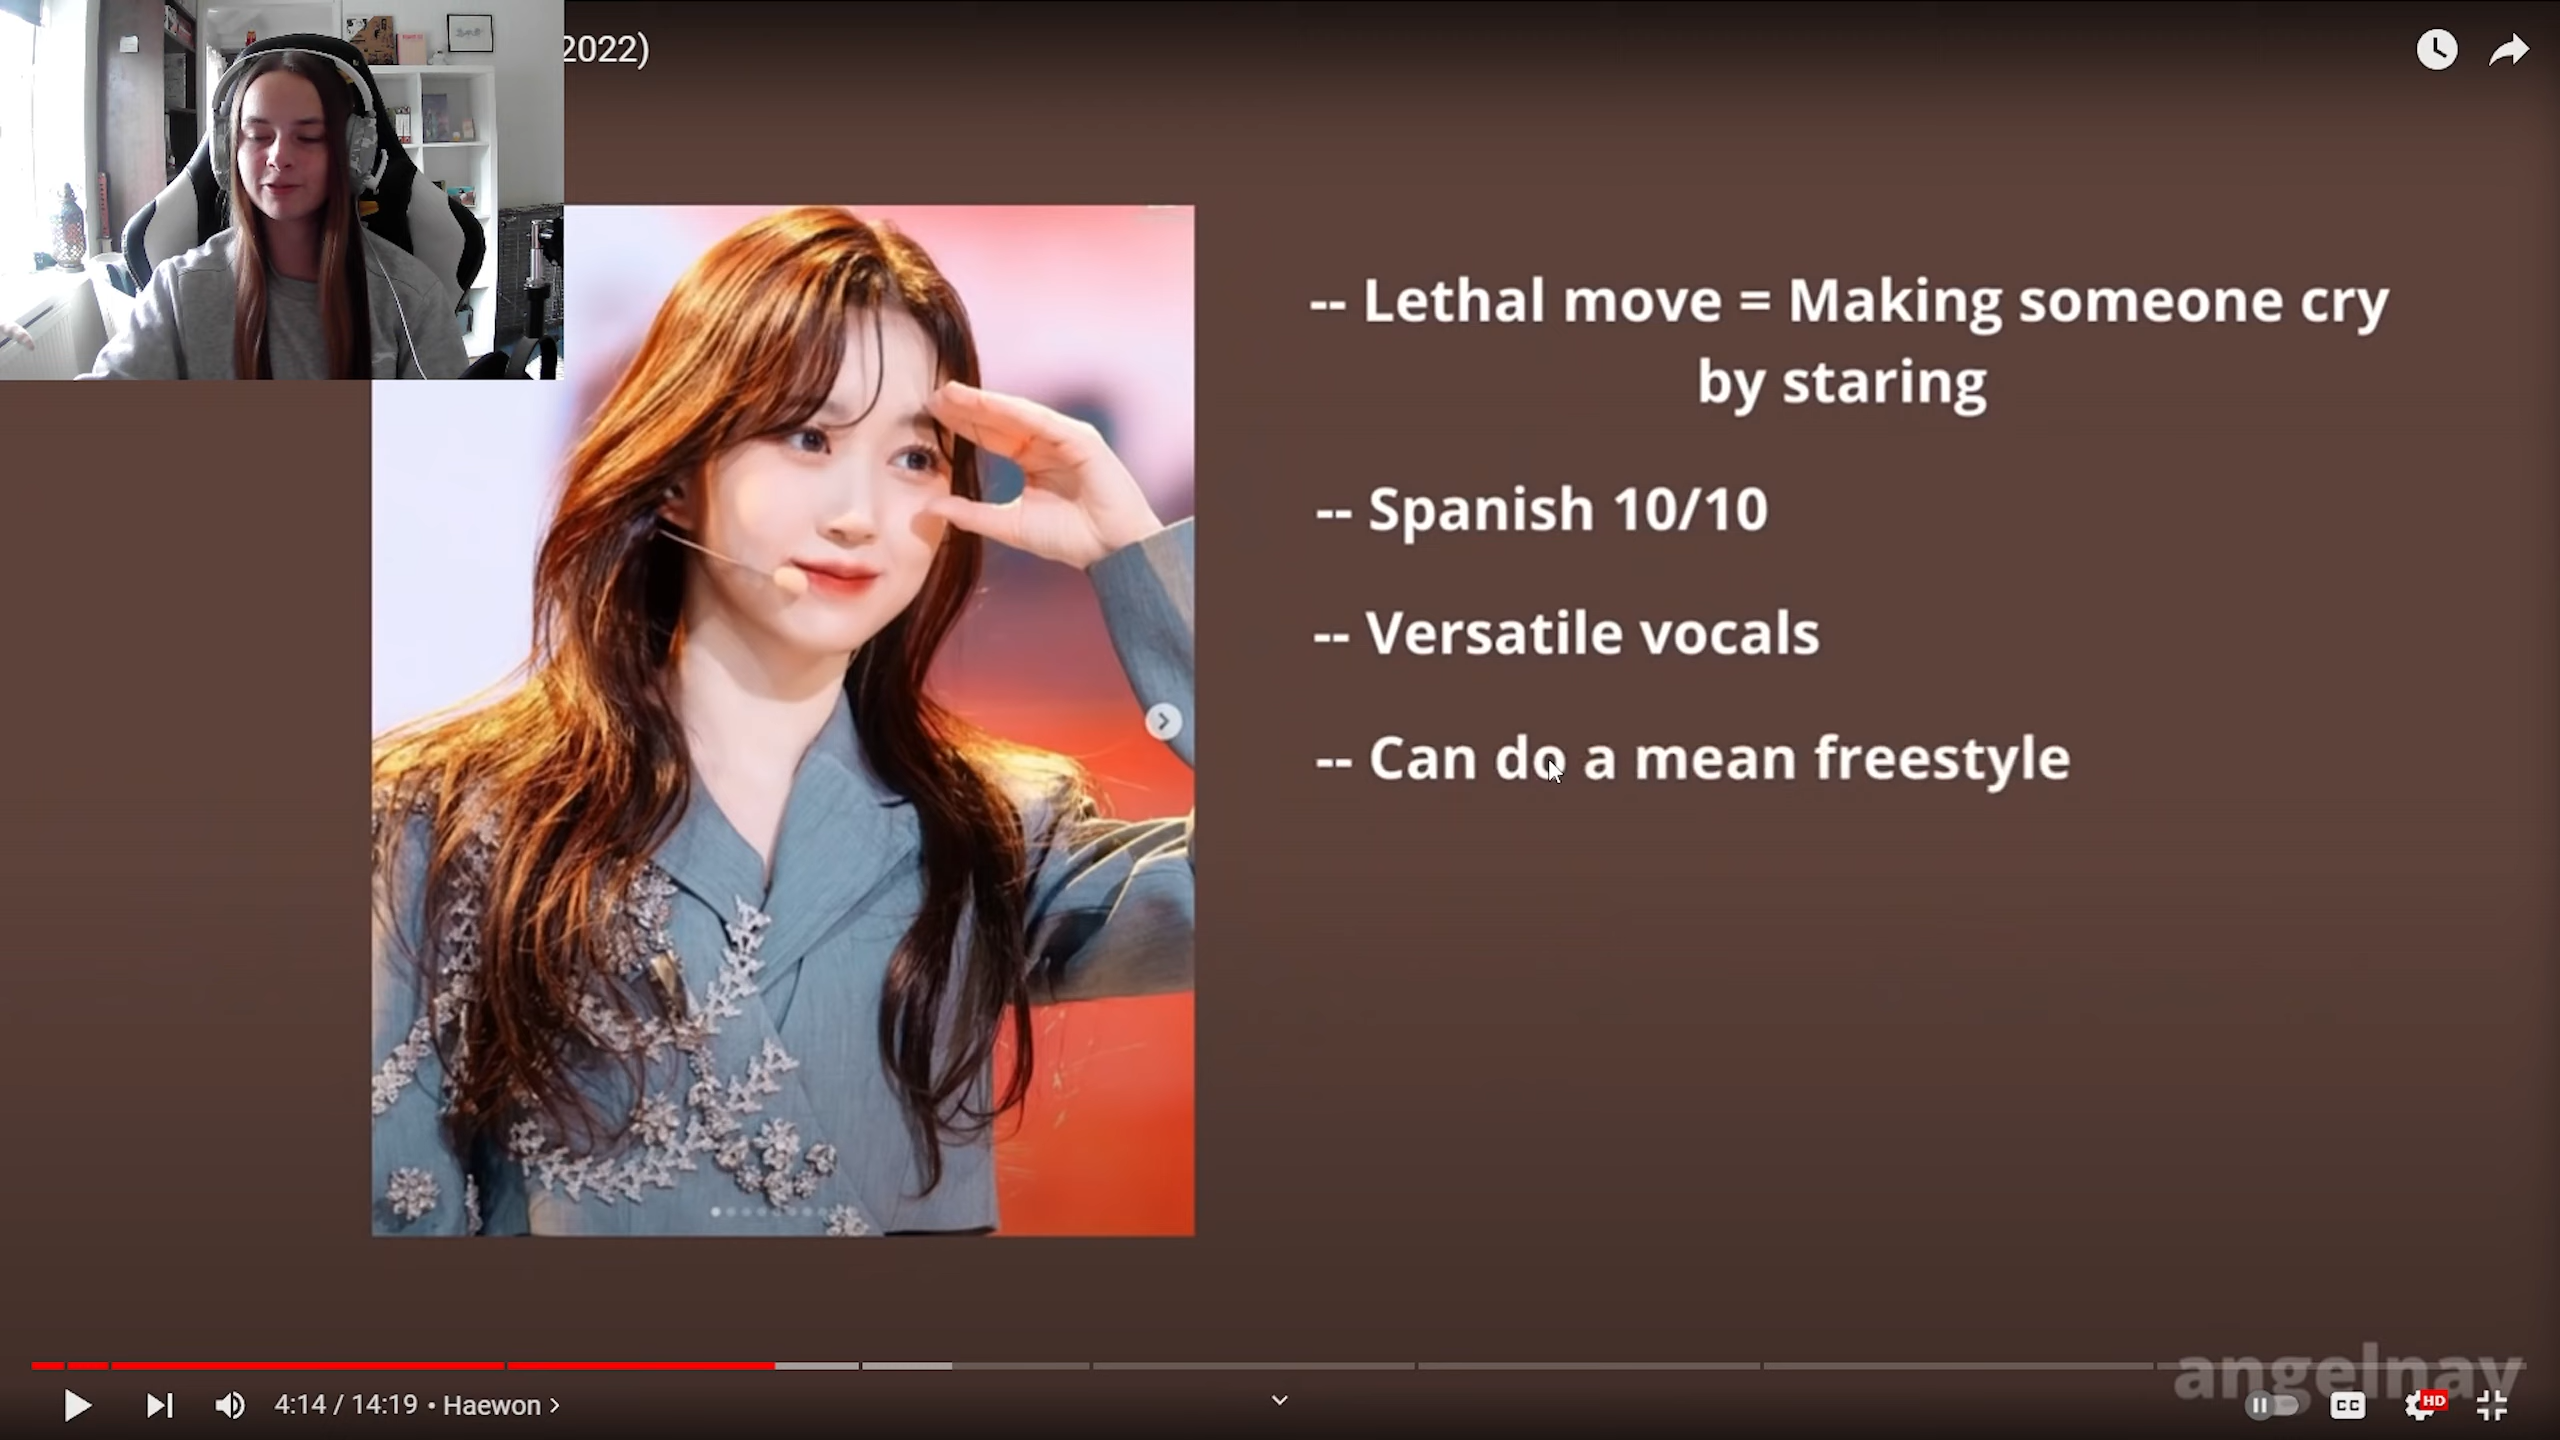 2022)
-- Lethal move = Making someone cry
by staring
-- Spanish 10/10
-- Versatile vocals
-- Can do a mean freestyle
angelnay
4:14 / 14:19 • Haewon >
CC
HD